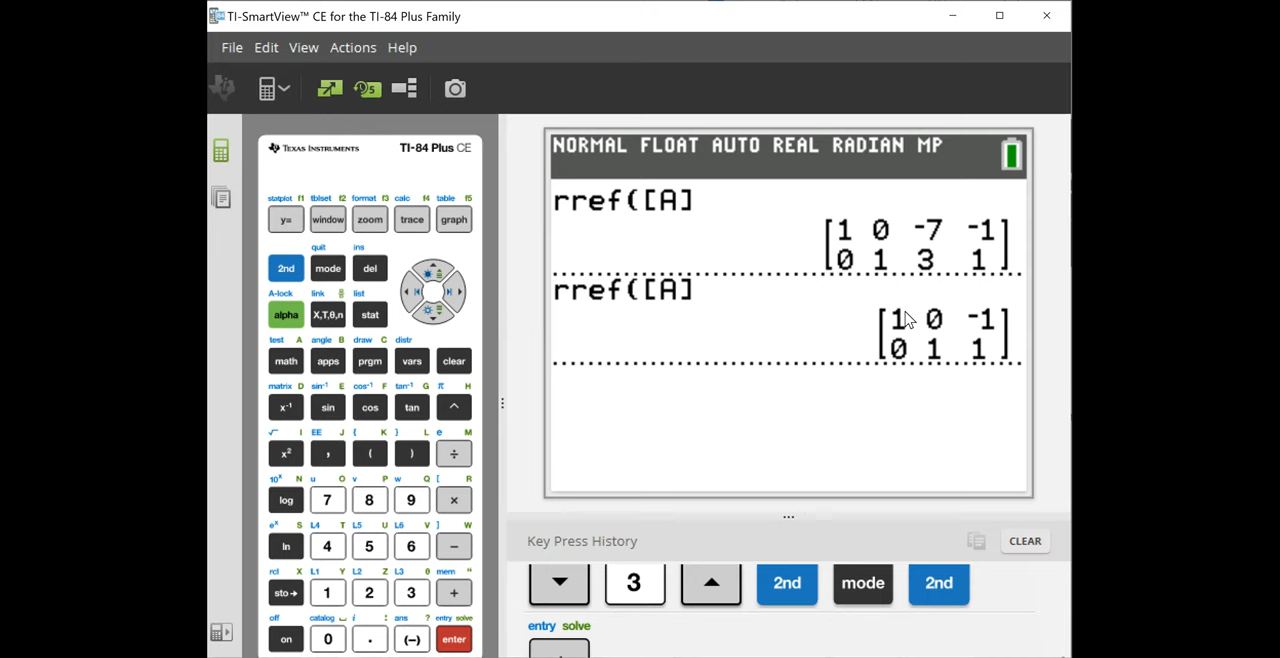 TI-SmartView™ CE for the TI-84 Plus Family
File Edit View Actions Help
TEXAS INSTRUMENTS TI-84 Plus CE
statplot f1 tblset f2 format f3 calc f4 table f5
y= window zoom trace graph
quit ins
2nd mode del
A-lock link list
alpha X,T,θ,n stat
test A angle B draw C distr
math apps prgm vars clear
matrix D sin⁻¹ E cos⁻¹ F tan⁻¹ G π H
x⁻¹ sin cos tan ^
√ I EE J { K } L e M
x² , ( ) ÷
10ˣ N u O v P w Q [ R
log 7 8 9 ×
eˣ S L4 T L5 U L6 V ] W
ln 4 5 6 −
rcl X L1 Y L2 Z L3 θ mem "
sto→ 1 2 3 +
off catalog i : ans ? entry solve
on 0 . (−) enter
NORMAL FLOAT AUTO REAL RADIAN MP
rref([A]
[1 0 -7 -1]
[0 1 3 1]
rref([A]
[1 0 -1]
[0 1 1]
Key Press History CLEAR
3 2nd mode 2nd
entry solve